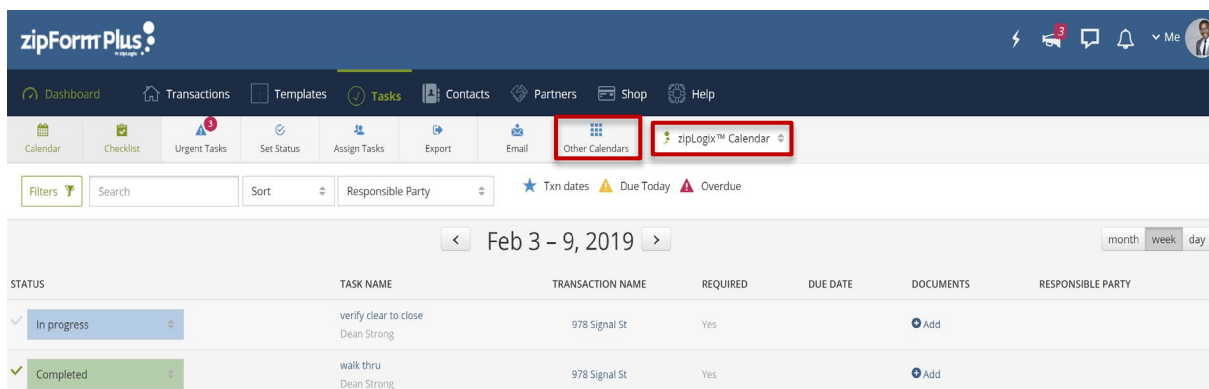 zipForm Plus
by zipLogix
3
Me
Dashboard Transactions Templates Tasks Contacts Partners Shop Help
3
Calendar Checklist Urgent Tasks Set Status Assign Tasks Export Email Other Calendars zipLogix™ Calendar
Filters Search Sort Responsible Party Txn dates Due Today Overdue
< Feb 3 – 9, 2019 > month week day
STATUS TASK NAME TRANSACTION NAME REQUIRED DUE DATE DOCUMENTS RESPONSIBLE PARTY
In progress verify clear to close 978 Signal St Yes Add
Dean Strong
Completed walk thru 978 Signal St Yes Add
Dean Strong